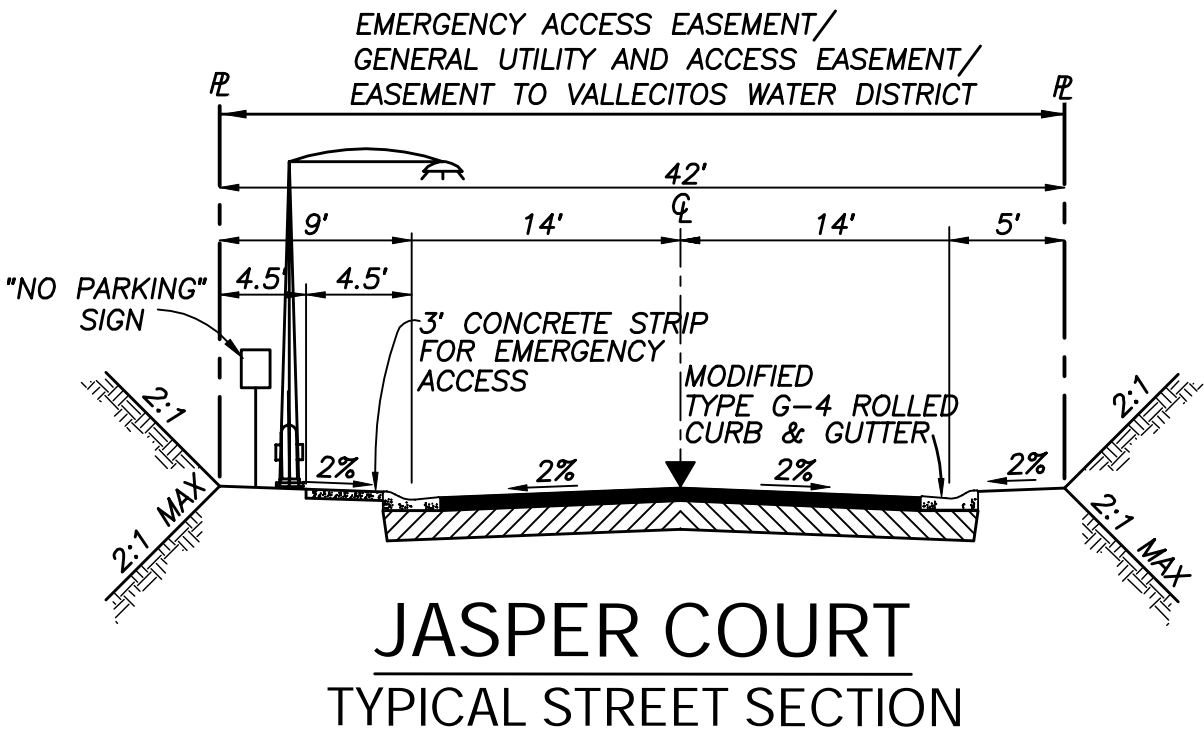 EMERGENCY ACCESS EASEMENT/
GENERAL UTILITY AND ACCESS EASEMENT/
EASEMENT TO VALLECITOS WATER DISTRICT
PL
PL
42'
CL
9'
14'
14'
5'
4.5'
4.5'
"NO PARKING"
SIGN
3' CONCRETE STRIP
FOR EMERGENCY
ACCESS
MODIFIED
TYPE G-4 ROLLED
CURB & GUTTER
2:1
2:1
2%
2%
2%
2%
2:1 MAX
2:1 MAX
JASPER COURT
TYPICAL STREET SECTION